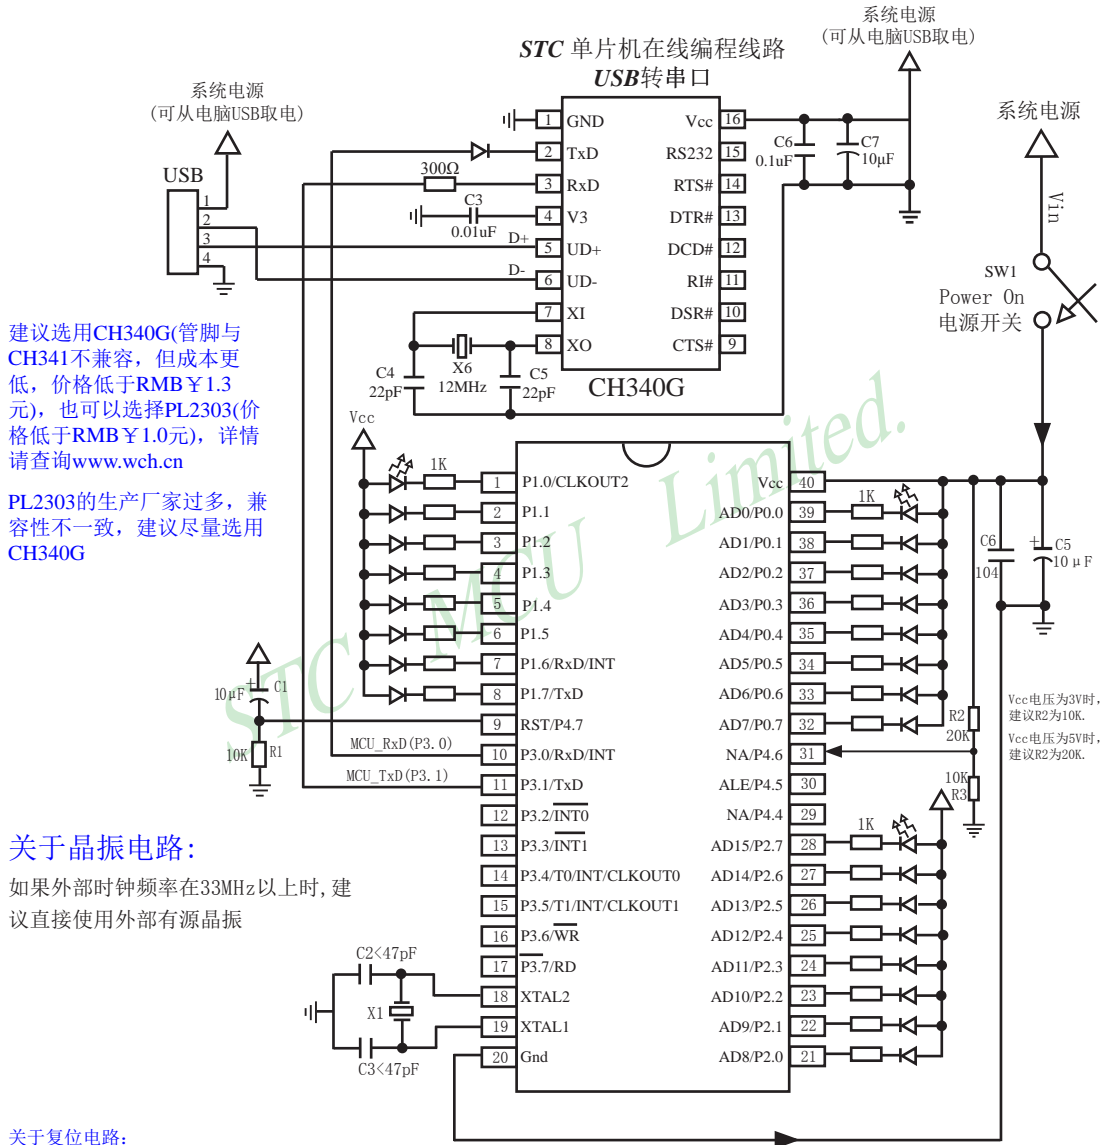 系统电源
(可从电脑USB取电)
STC 单片机在线编程线路
USB转串口
系统电源
(可从电脑USB取电)
系统电源
USB
1
2
3
4
1 GND
2 TxD
3 RxD
4 V3
5 UD+
6 UD-
7 XI
8 XO
Vcc 16
RS232 15
RTS# 14
DTR# 13
DCD# 12
RI# 11
DSR# 10
CTS# 9
CH340G
300Ω
C3
0.01uF
D+
D-
C6
0.1uF
C7
10μF
C4
22pF
X6
12MHz
C5
22pF
Vin
SW1
Power On
电源开关
建议选用CH340G(管脚与
CH341不兼容，但成本更
低，价格低于RMB￥1.3
元)，也可以选择PL2303(价
格低于RMB￥1.0元)，详情
请查询www.wch.cn
PL2303的生产厂家过多，兼
容性不一致，建议尽量选用
CH340G
Vcc
1K
1 P1.0/CLKOUT2
2 P1.1
3 P1.2
4 P1.3
5 P1.4
6 P1.5
7 P1.6/RxD/INT
8 P1.7/TxD
9 RST/P4.7
10 P3.0/RxD/INT
11 P3.1/TxD
12 P3.2/INT0
13 P3.3/INT1
14 P3.4/T0/INT/CLKOUT0
15 P3.5/T1/INT/CLKOUT1
16 P3.6/WR
17 P3.7/RD
18 XTAL2
19 XTAL1
20 Gnd
Vcc 40
AD0/P0.0 39
AD1/P0.1 38
AD2/P0.2 37
AD3/P0.3 36
AD4/P0.4 35
AD5/P0.5 34
AD6/P0.6 33
AD7/P0.7 32
NA/P4.6 31
ALE/P4.5 30
NA/P4.4 29
AD15/P2.7 28
AD14/P2.6 27
AD13/P2.5 26
AD12/P2.4 25
AD11/P2.3 24
AD10/P2.2 23
AD9/P2.1 22
AD8/P2.0 21
1K
C6
104
+
C5
10μF
10μF
+
C1
10K
R1
MCU_RxD(P3.0)
MCU_TxD(P3.1)
R2
20K
10K
R3
1K
Vcc电压为3V时，
建议R2为10K.
Vcc电压为5V时，
建议R2为20K.
关于晶振电路:
如果外部时钟频率在33MHz以上时,建
议直接使用外部有源晶振
C2<47pF
X1
C3<47pF
关于复位电路:
STC MCU Limited.